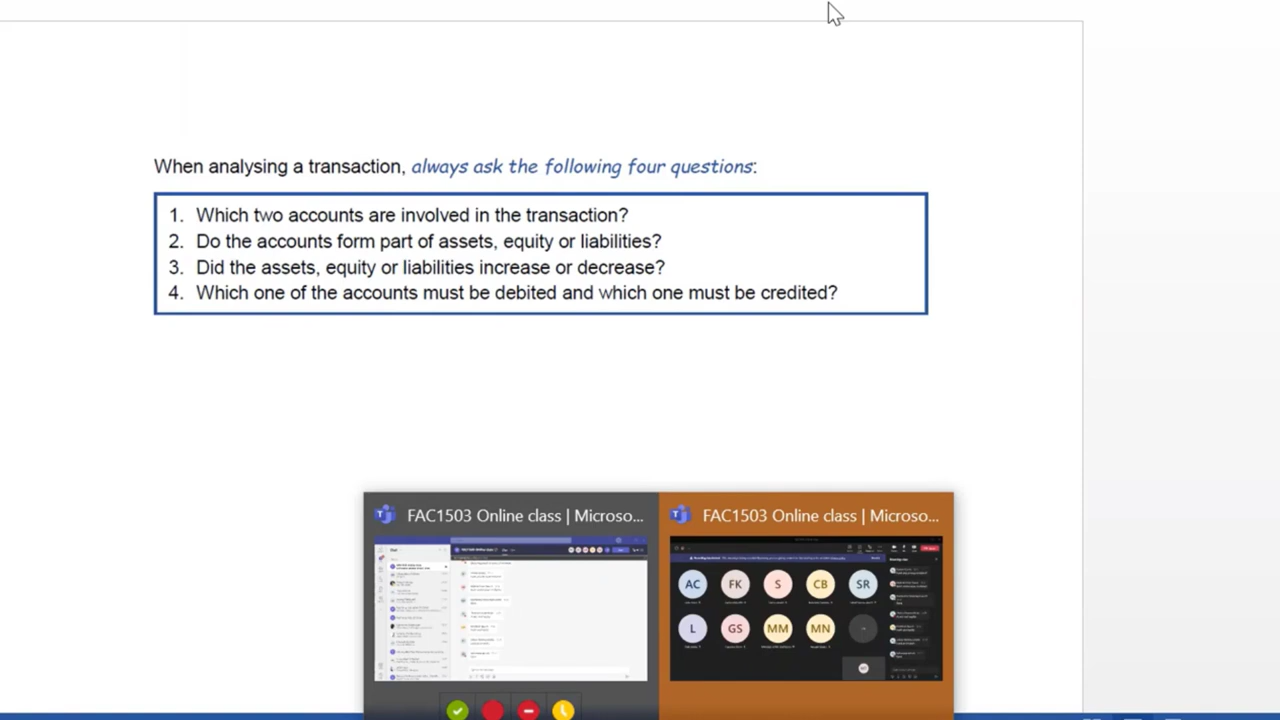 When analysing a transaction, always ask the following four questions:
1. Which two accounts are involved in the transaction?
2. Do the accounts form part of assets, equity or liabilities?
3. Did the assets, equity or liabilities increase or decrease?
4. Which one of the accounts must be debited and which one must be credited?
FAC1503 Online class | Microso...
FAC1503 Online class | Microso...
AC FK S CB SR
L GS MM MN